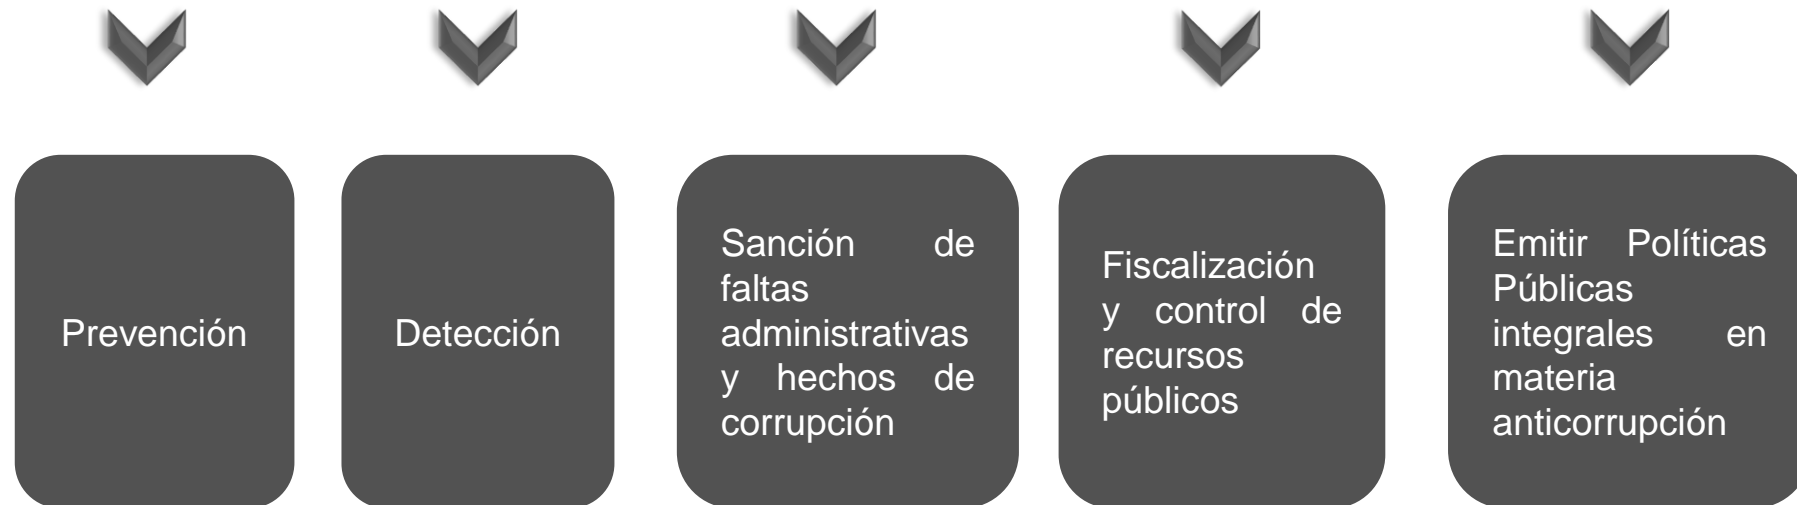 Prevención
Detección
Sanción de
faltas
administrativas
y hechos de
corrupción
Fiscalización
y control de
recursos
públicos
Emitir Políticas
Públicas
integrales en
materia
anticorrupción